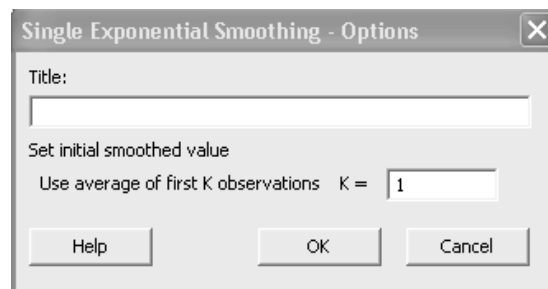 Single Exponential Smoothing - Options
Title:
Set initial smoothed value
Use average of first K observations K = 1
Help OK Cancel